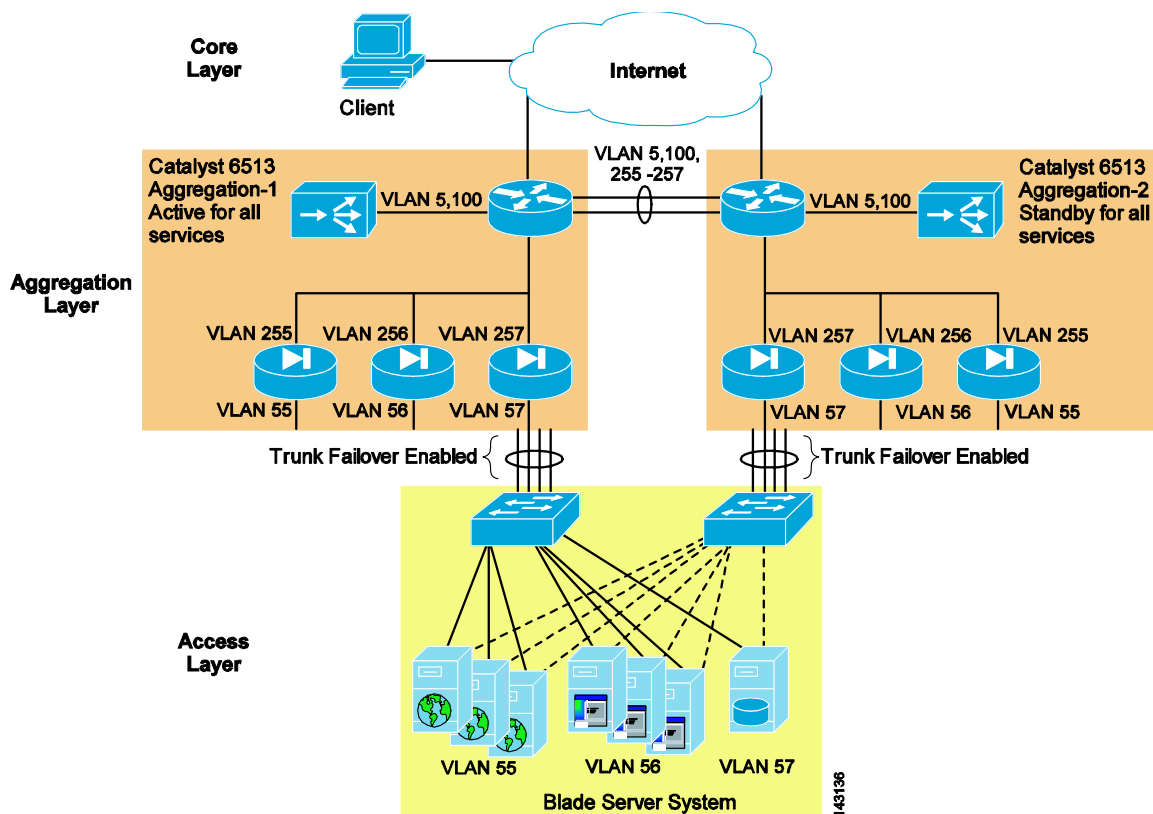 Core
Layer
Client
Internet
Catalyst 6513
Aggregation-1
Active for all
services
VLAN 5,100
VLAN 5,100,
255 -257
VLAN 5,100
Catalyst 6513
Aggregation-2
Standby for all
services
Aggregation
Layer
VLAN 255
VLAN 256
VLAN 257
VLAN 257
VLAN 256
VLAN 255
VLAN 55
VLAN 56
VLAN 57
VLAN 57
VLAN 56
VLAN 55
Trunk Failover Enabled
Trunk Failover Enabled
Access
Layer
VLAN 55
VLAN 56
VLAN 57
Blade Server System
143136